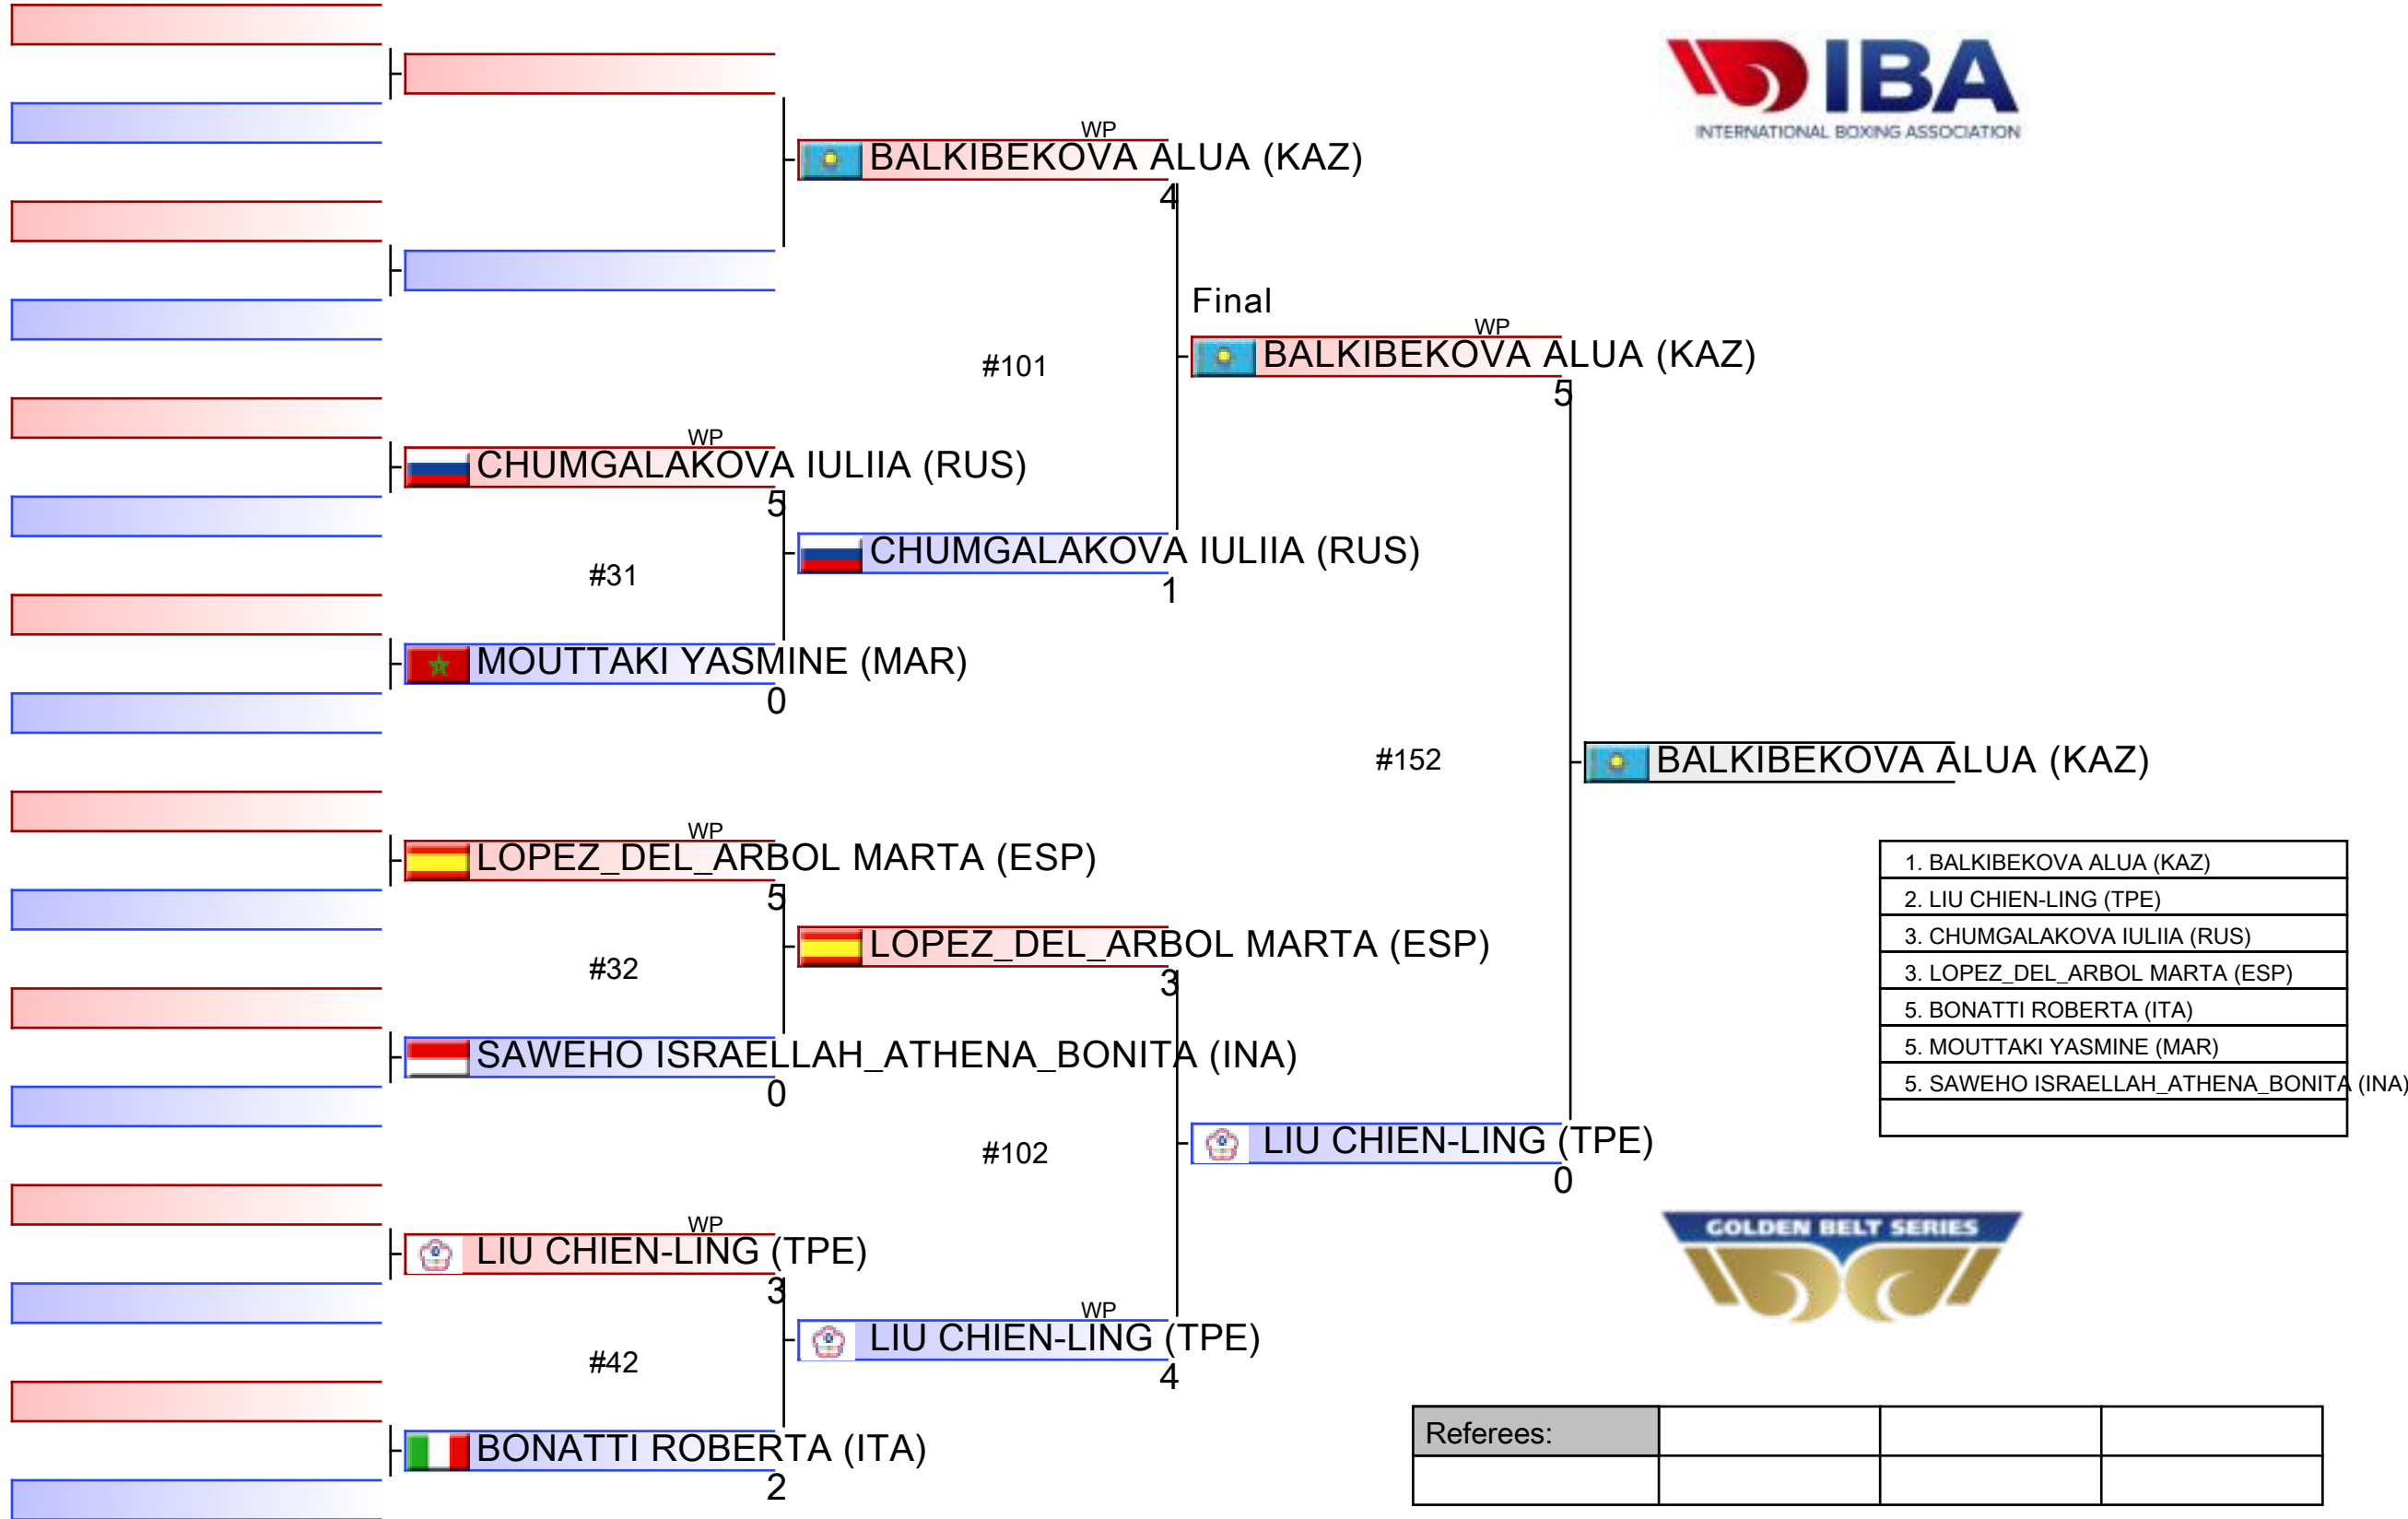 IBA
INTERNATIONAL BOXING ASSOCIATION
WP
BALKIBEKOVA ALUA (KAZ)
4
Final
#101
WP
BALKIBEKOVA ALUA (KAZ)
5
WP
CHUMGALAKOVA IULIIA (RUS)
5
#31
CHUMGALAKOVA IULIIA (RUS)
1
MOUTTAKI YASMINE (MAR)
0
#152
BALKIBEKOVA ALUA (KAZ)
WP
LOPEZ_DEL_ARBOL MARTA (ESP)
5
#32
LOPEZ_DEL_ARBOL MARTA (ESP)
3
SAWEHO ISRAELLAH_ATHENA_BONITA (INA)
0
#102
LIU CHIEN-LING (TPE)
0
1. BALKIBEKOVA ALUA (KAZ)
2. LIU CHIEN-LING (TPE)
3. CHUMGALAKOVA IULIIA (RUS)
3. LOPEZ_DEL_ARBOL MARTA (ESP)
5. BONATTI ROBERTA (ITA)
5. MOUTTAKI YASMINE (MAR)
5. SAWEHO ISRAELLAH_ATHENA_BONITA (INA)
WP
LIU CHIEN-LING (TPE)
3
#42
WP
LIU CHIEN-LING (TPE)
4
BONATTI ROBERTA (ITA)
2
GOLDEN BELT SERIES
Referees: